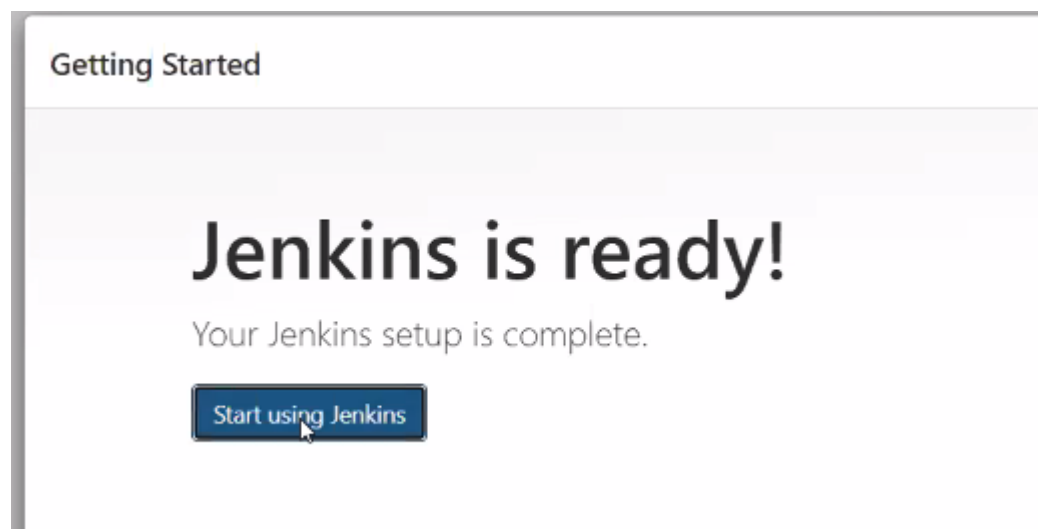 Getting Started
Jenkins is ready!
Your Jenkins setup is complete.
Start using Jenkins